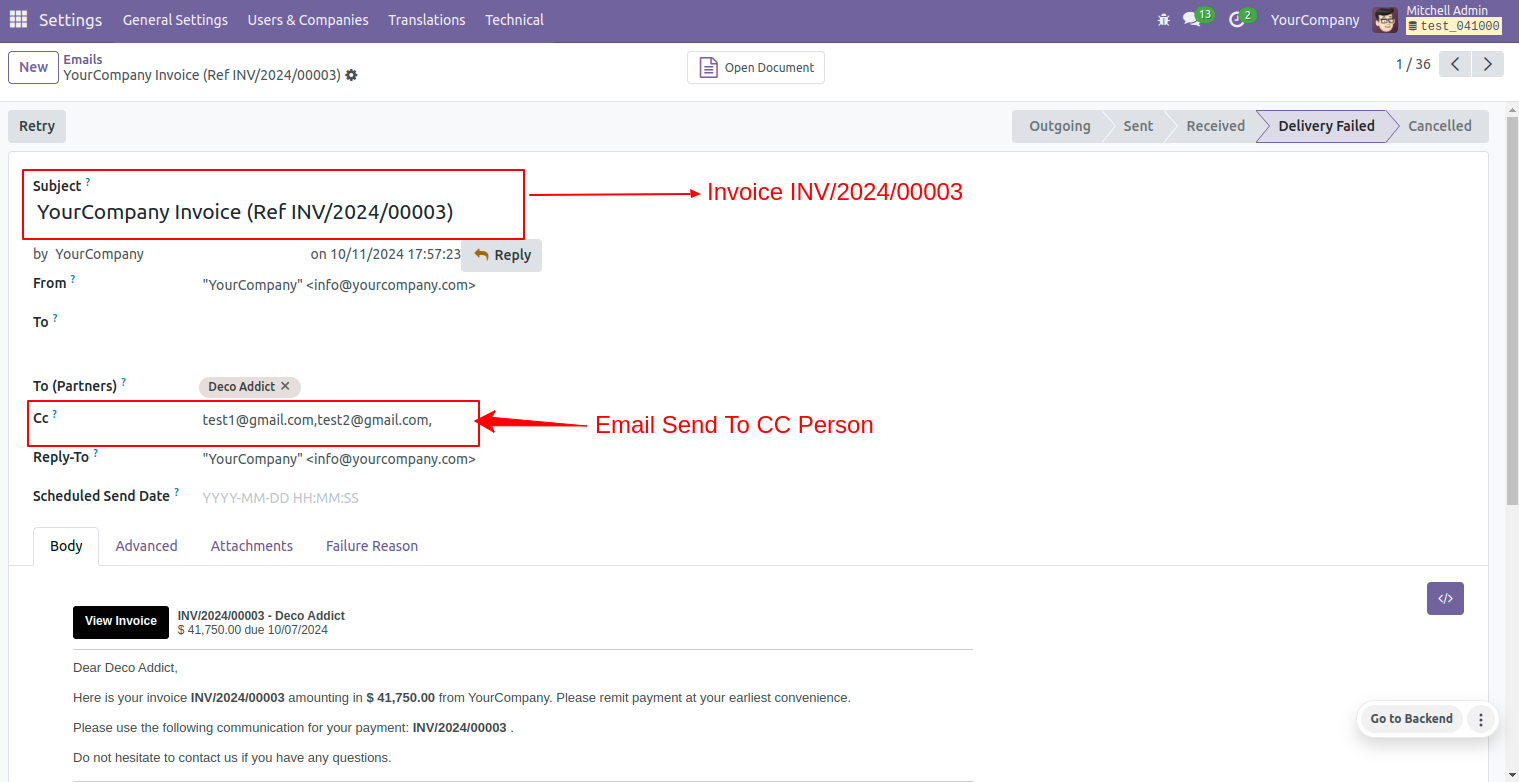 Settings General Settings Users & Companies Translations Technical 13 2 YourCompany Mitchell Admin
test_041000
New Emails
YourCompany Invoice (Ref INV/2024/00003)
Open Document
1 / 36
Retry
Outgoing Sent Received Delivery Failed Cancelled
Subject ?
YourCompany Invoice (Ref INV/2024/00003)
Invoice INV/2024/00003
by YourCompany on 10/11/2024 17:57:23 Reply
From ? "YourCompany" <info@yourcompany.com>
To ?
To (Partners) ? Deco Addict ✕
Cc ? test1@gmail.com,test2@gmail.com,
Email Send To CC Person
Reply-To ? "YourCompany" <info@yourcompany.com>
Scheduled Send Date ? YYYY-MM-DD HH:MM:SS
Body Advanced Attachments Failure Reason
</>
View Invoice INV/2024/00003 - Deco Addict
$ 41,750.00 due 10/07/2024
Dear Deco Addict,
Here is your invoice INV/2024/00003 amounting in $ 41,750.00 from YourCompany. Please remit payment at your earliest convenience.
Please use the following communication for your payment: INV/2024/00003 .
Do not hesitate to contact us if you have any questions.
Go to Backend